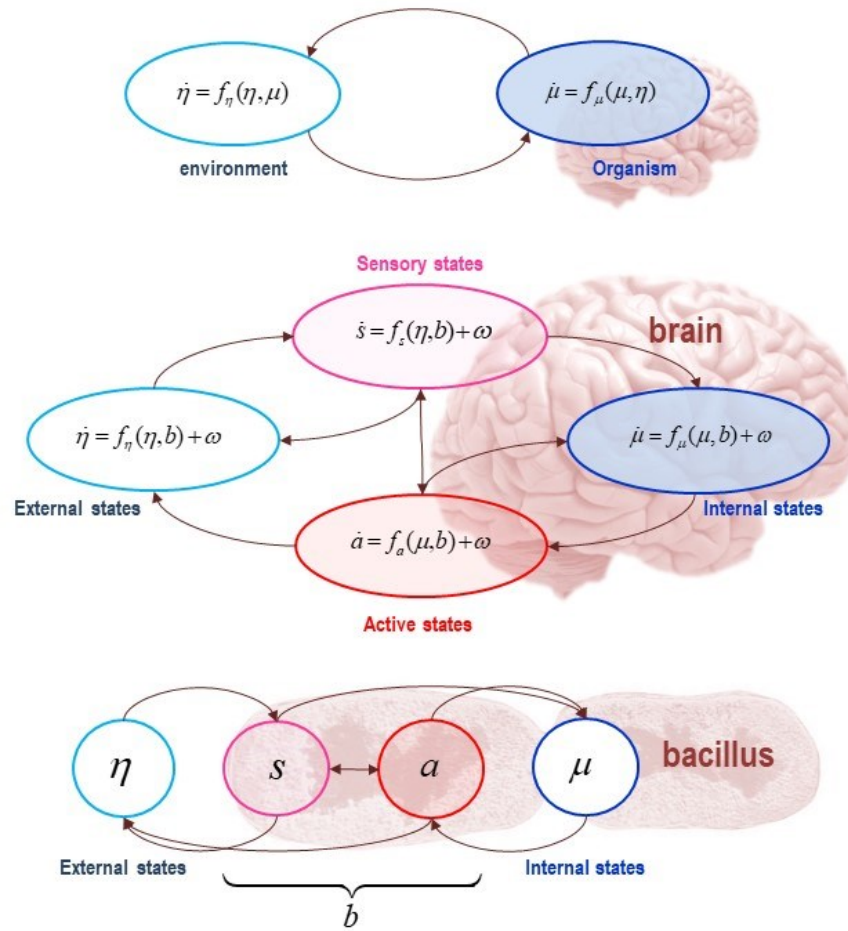 η̇ = f_η(η, μ)
μ̇ = f_μ(μ, η)
environment
Organism
Sensory states
ṡ = f_s(η, b) + ω
brain
η̇ = f_η(η, b) + ω
μ̇ = f_μ(μ, b) + ω
External states
Internal states
ȧ = f_a(μ, b) + ω
Active states
η
s
a
μ
bacillus
External states
Internal states
b